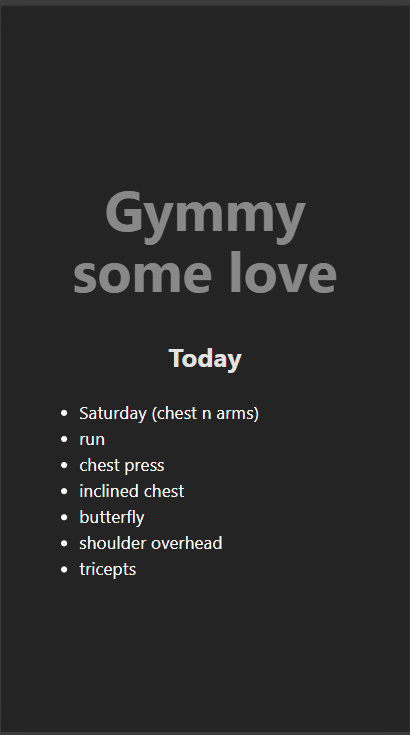 Gymmy
some love
Today
Saturday (chest n arms)
run
chest press
inclined chest
butterfly
shoulder overhead
tricepts